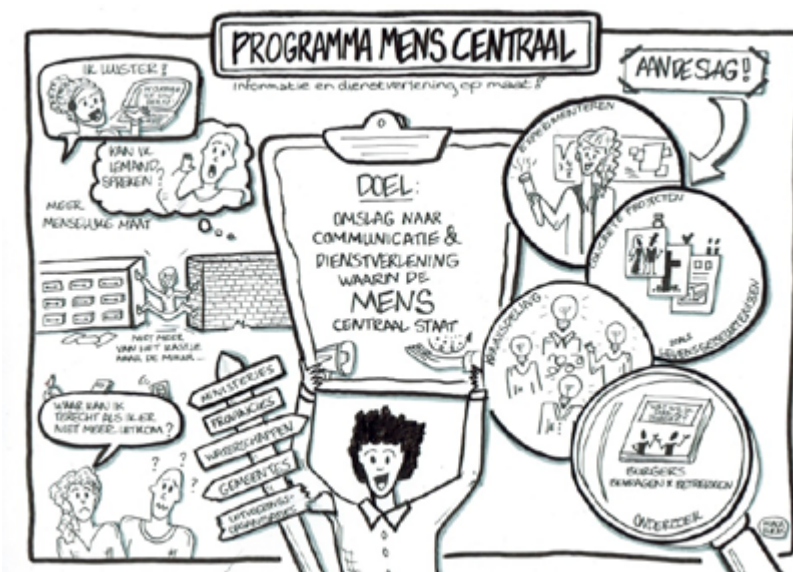 PROGRAMMA MENS CENTRAAL
Informatie en dienstverlening op maat!
AAN DE SLAG!
IK LUISTER!
KAN IK
IEMAND
SPREKEN?
MEER
MENSELIJKE MAAT
NIET MEER
VAN HET KASTJE
NAAR DE MUUR...
WAAR KAN IK
TERECHT ALS IK ER
NIET MEER UITKOM?
? ? ?
MINISTERIES
PROVINCIES
WATERSCHAPPEN
GEMEENTES
UITVOERINGS-
ORGANISATIES
DOEL:
OMSLAG NAAR
COMMUNICATIE &
DIENSTVERLENING
WAARIN DE
MENS
CENTRAAL STAAT
EXPERIMENTEREN
CONCRETE PROJECTEN
ZOALS
LEVENSGEBEURTENISSEN
KENNISDELING
BURGERS
BEVRAGEN & BETREKKEN
ONDERZOEK